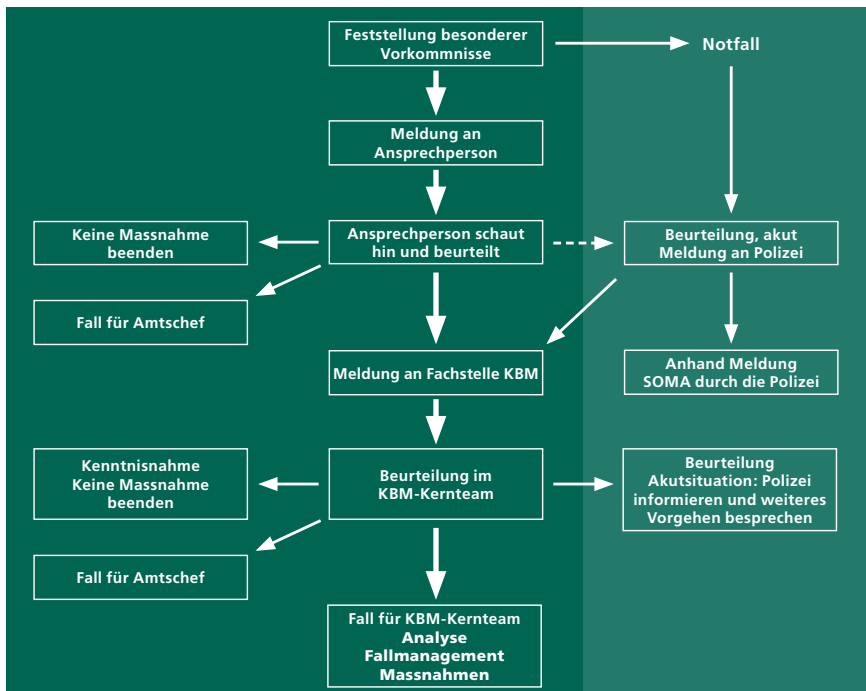 Feststellung besonderer
Vorkommnisse
Notfall
Meldung an
Ansprechperson
Keine Massnahme
beenden
Ansprechperson schaut
hin und beurteilt
Beurteilung, akut
Meldung an Polizei
Fall für Amtschef
Meldung an Fachstelle KBM
Anhand Meldung
SOMA durch die Polizei
Kenntnisnahme
Keine Massnahme
beenden
Beurteilung im
KBM-Kernteam
Beurteilung
Akutsituation: Polizei
informieren und weiteres
Vorgehen besprechen
Fall für Amtschef
Fall für KBM-Kernteam
Analyse
Fallmanagement
Massnahmen